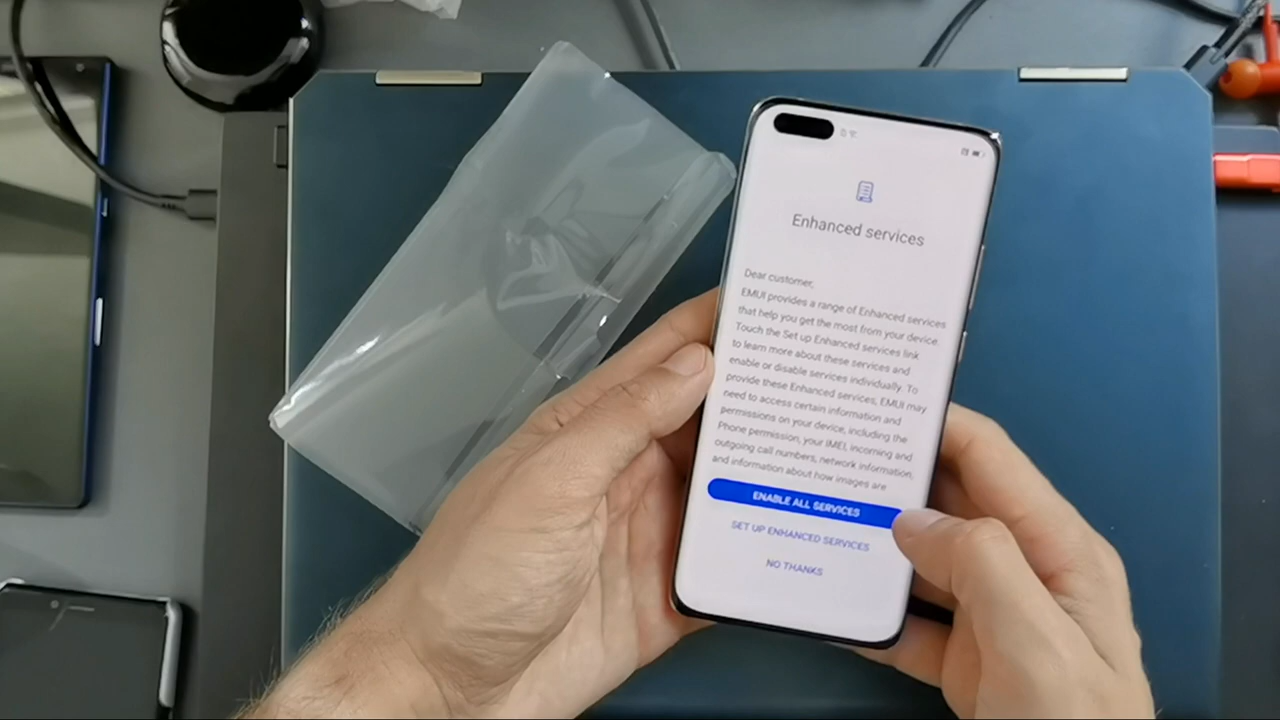 Enhanced services
Dear customer,
EMUI provides a range of Enhanced services
that help you get the most from your device.
Touch the Set up Enhanced services link
to learn more about these services and
enable or disable services individually. To
provide these Enhanced services, EMUI may
need to access certain information and
permissions on your device, including the
Phone permission, your IMEI, incoming and
outgoing call numbers, network information,
and information about how images are
ENABLE ALL SERVICES
SET UP ENHANCED SERVICES
NO THANKS